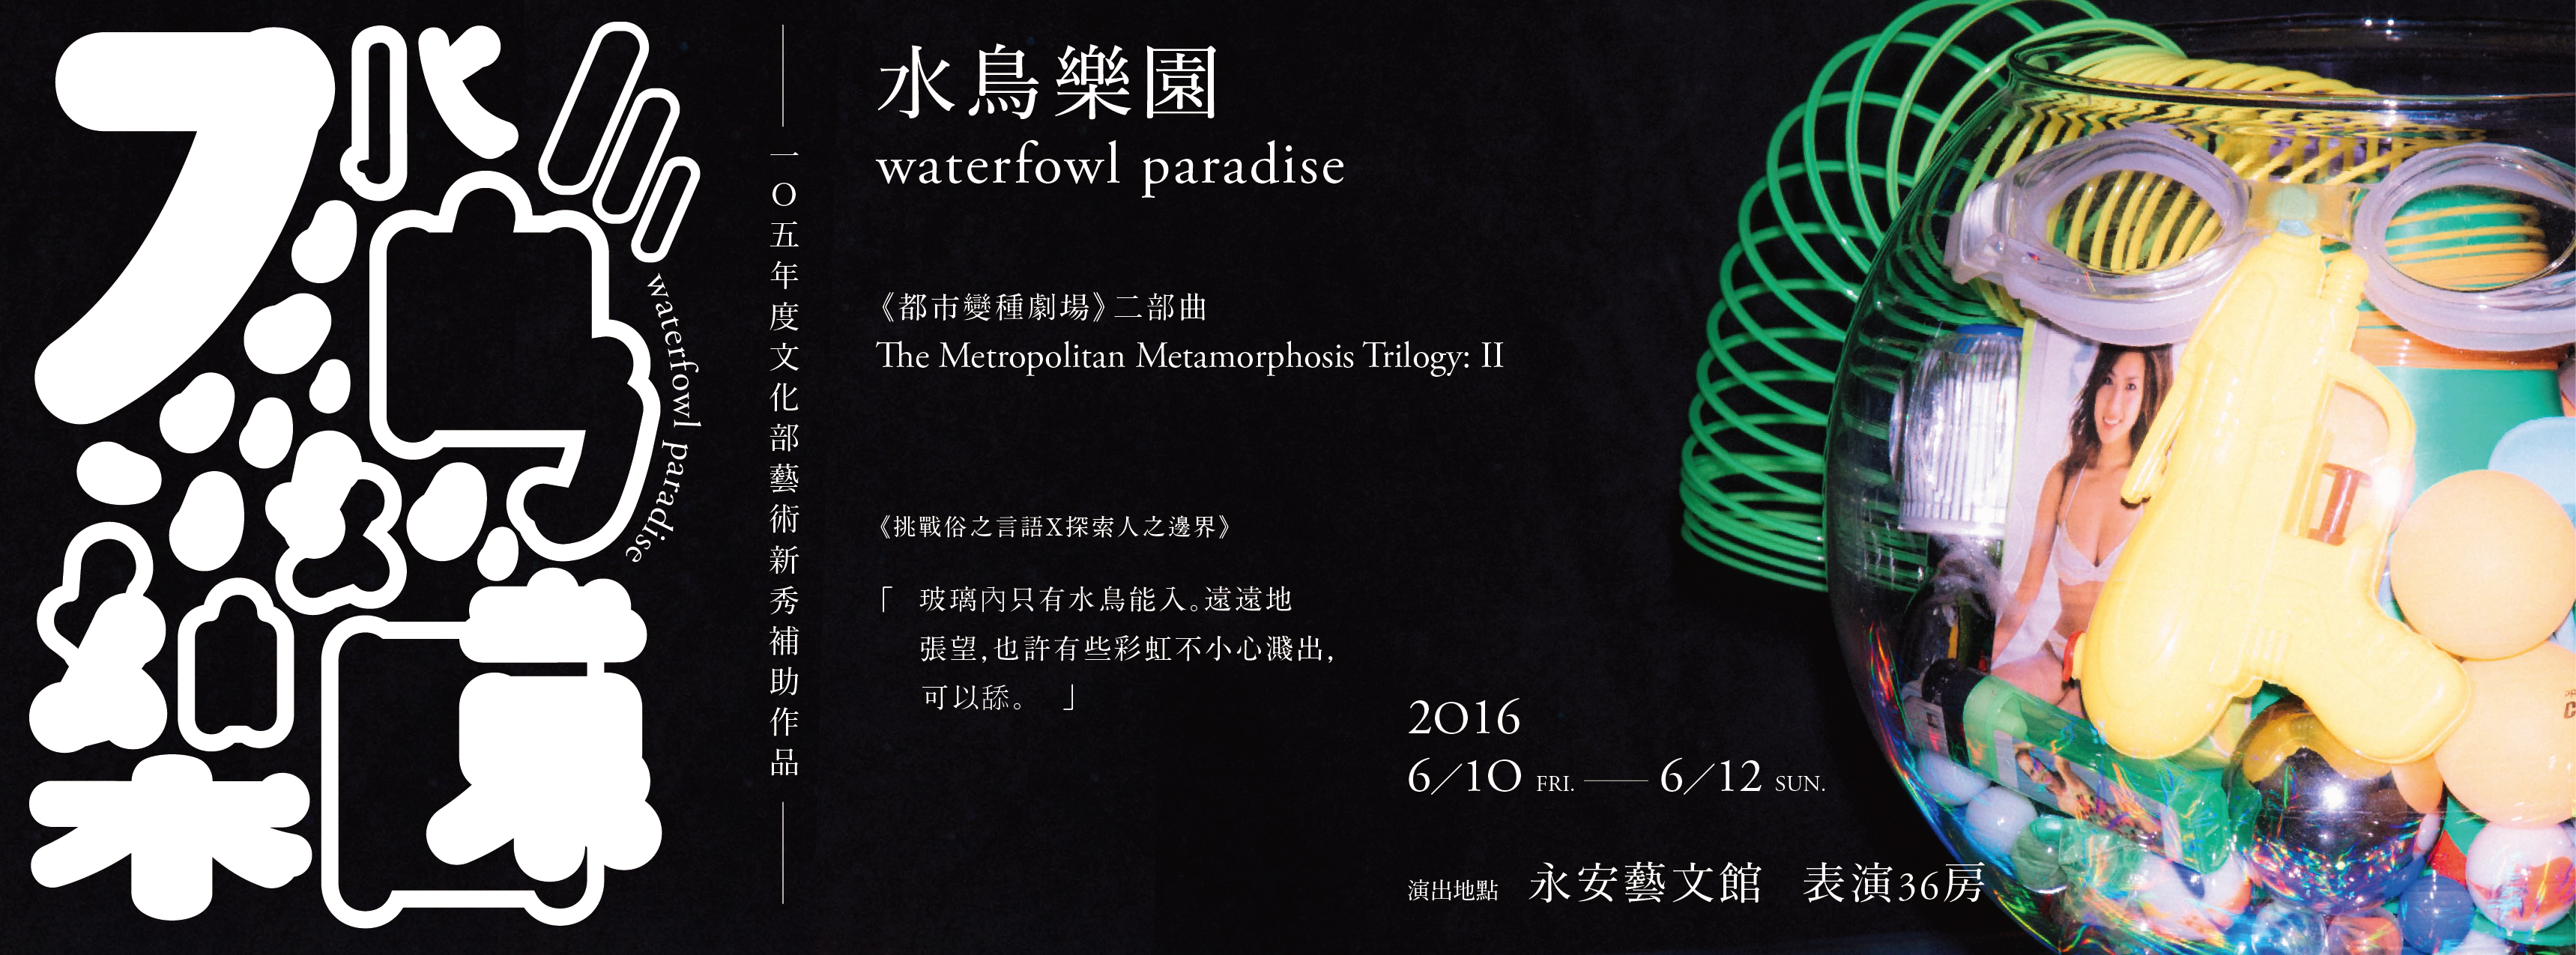 水鳥樂園
waterfowl paradise
一〇五年度文化部藝術新秀補助作品
水鳥樂園
waterfowl paradise
《都市變種劇場》二部曲
The Metropolitan Metamorphosis Trilogy: II
《挑戰俗之言語X探索人之邊界》
「玻璃內只有水鳥能入。遠遠地
張望,也許有些彩虹不小心濺出,
可以舔。」
2016
6/10 FRI. — 6/12 SUN.
演出地點 永安藝文館 表演36房